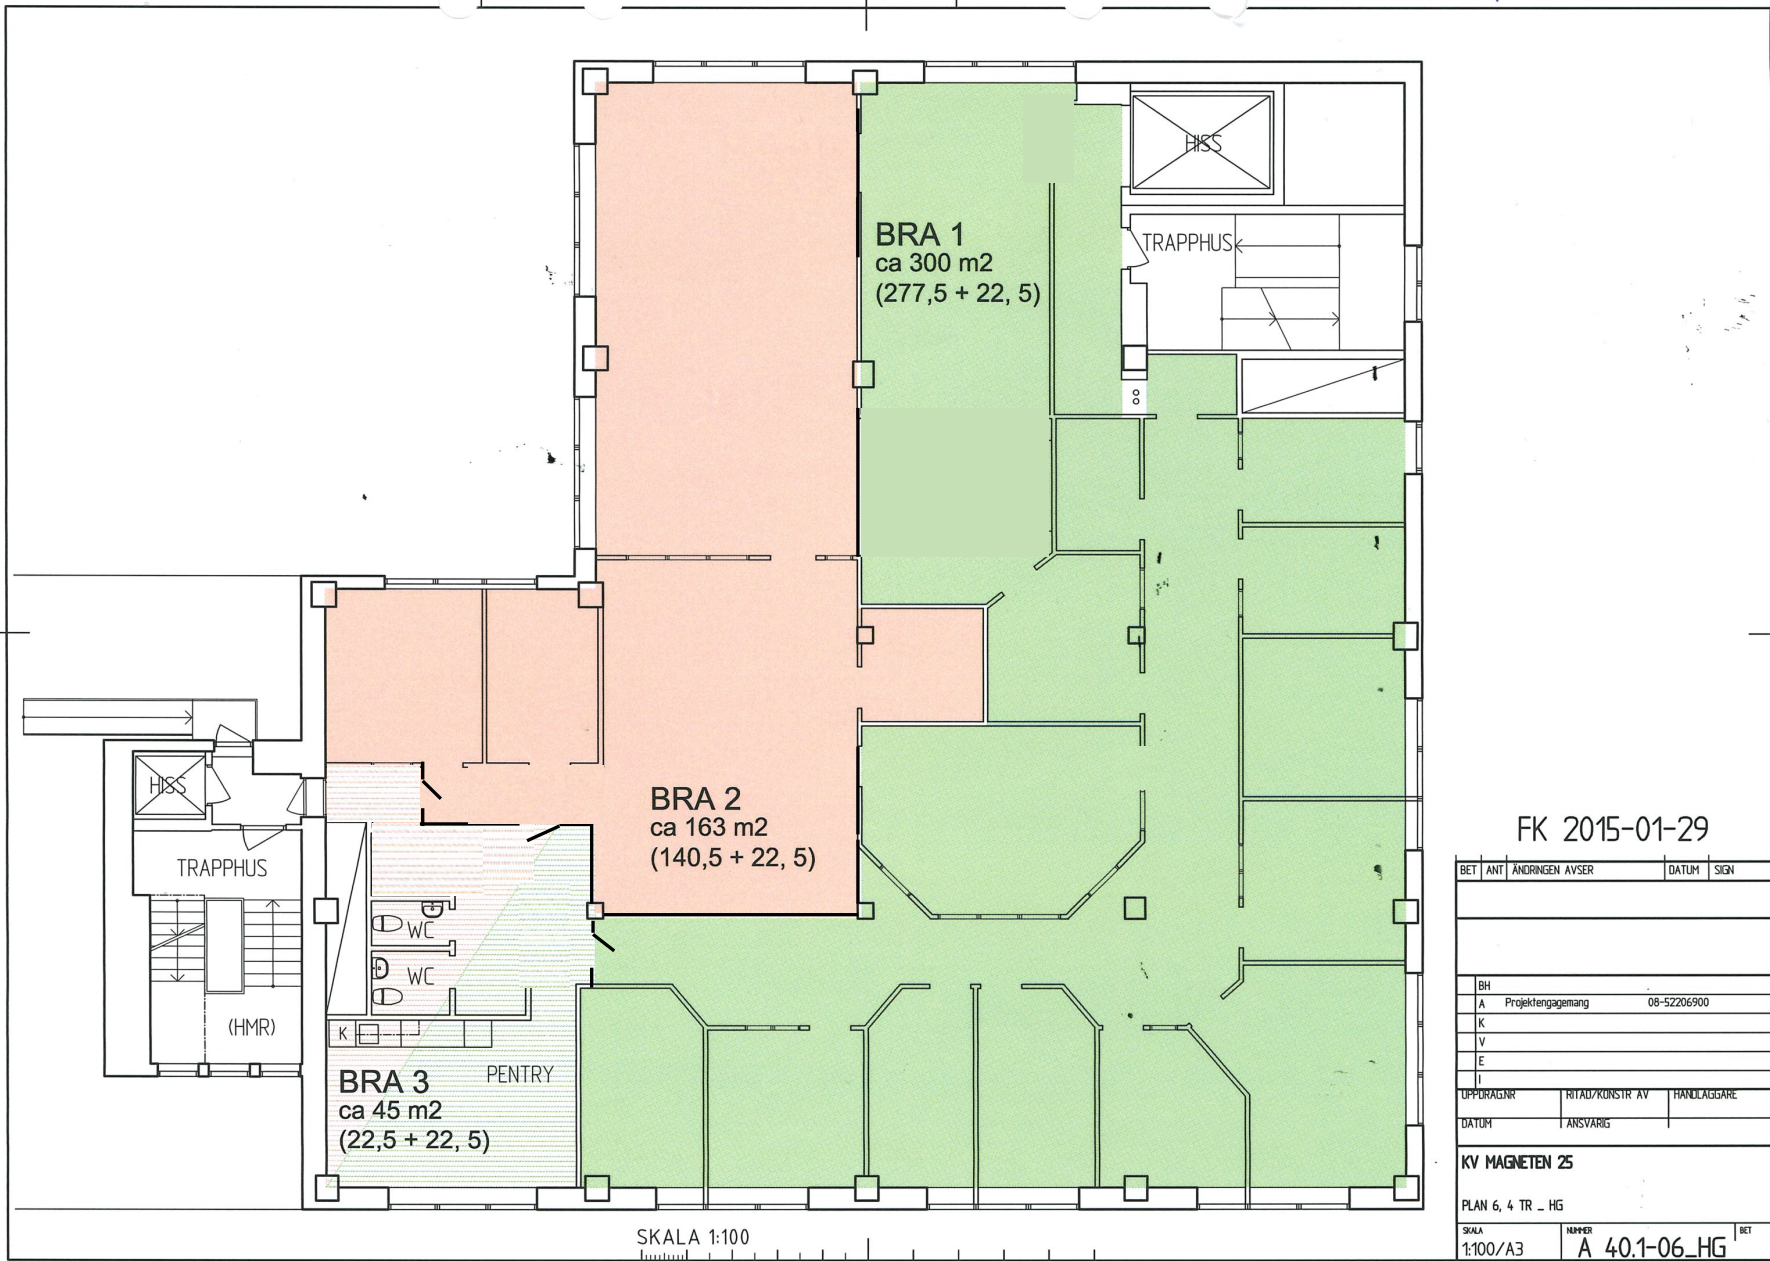 HISS
BRA 1
ca 300 m2
(277,5 + 22, 5)
TRAPPHUS
HISS
TRAPPHUS
(HMR)
BRA 2
ca 163 m2
(140,5 + 22, 5)
WC
WC
K
PENTRY
BRA 3
ca 45 m2
(22,5 + 22, 5)
SKALA 1:100
FK 2015-01-29
BET ANT ÄNDRINGEN AVSER DATUM SIGN
BH
A Projektengagemang 08-52206900
K
V
E
I
UPPDRAG.NR RITAD/KONSTR AV HANDLÄGGARE
DATUM ANSVARIG
KV MAGNETEN 25
PLAN 6, 4 TR _ HG
SKALA NUMMER BET
1:100/A3 A 40.1-06_HG